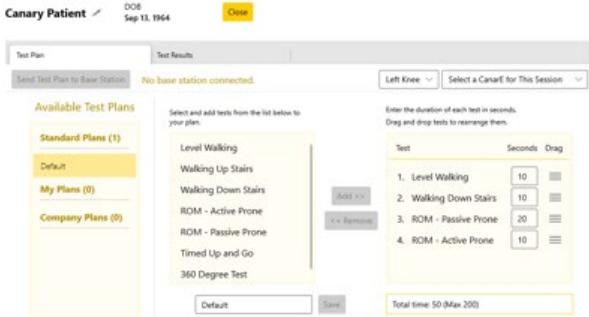 Canary Patient
DOB
Sep 13, 1964
Close
Test Plan
Test Results
Send Test Plan to Base Station
No base station connected.
Left Knee
Select a CanarE for This Session
Available Test Plans
Standard Plans (1)
Default
My Plans (0)
Company Plans (0)
Select and add tests from the list below to
your plan.
Level Walking
Walking Up Stairs
Walking Down Stairs
ROM - Active Prone
ROM - Passive Prone
Timed Up and Go
360 Degree Test
Default
Save
Add >>
<< Remove
Enter the duration of each test in seconds.
Drag and drop tests to rearrange them.
Test Seconds Drag
1. Level Walking 10
2. Walking Down Stairs 10
3. ROM - Passive Prone 20
4. ROM - Active Prone 10
Total time: 50 (Max 200)